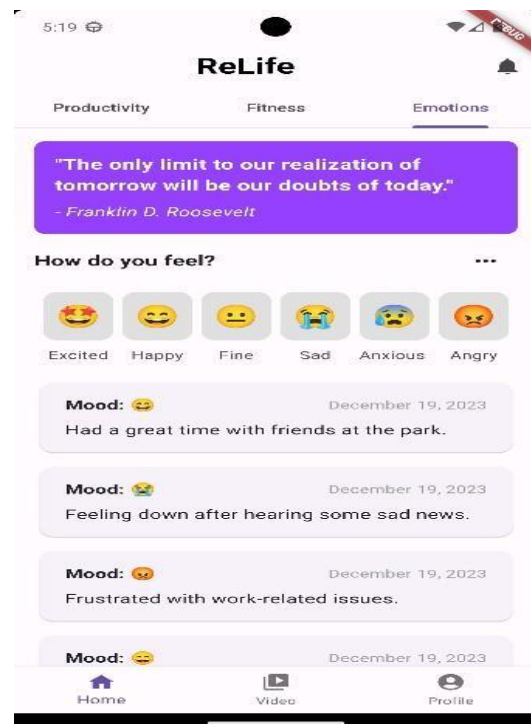 5:19
DEBUG
ReLife
Productivity Fitness Emotions
"The only limit to our realization of
tomorrow will be our doubts of today."
- Franklin D. Roosevelt
How do you feel? ...
Excited Happy Fine Sad Anxious Angry
Mood: 😄 December 19, 2023
Had a great time with friends at the park.
Mood: 😭 December 19, 2023
Feeling down after hearing some sad news.
Mood: 😡 December 19, 2023
Frustrated with work-related issues.
Mood: 😄 December 19, 2023
Home Video Profile